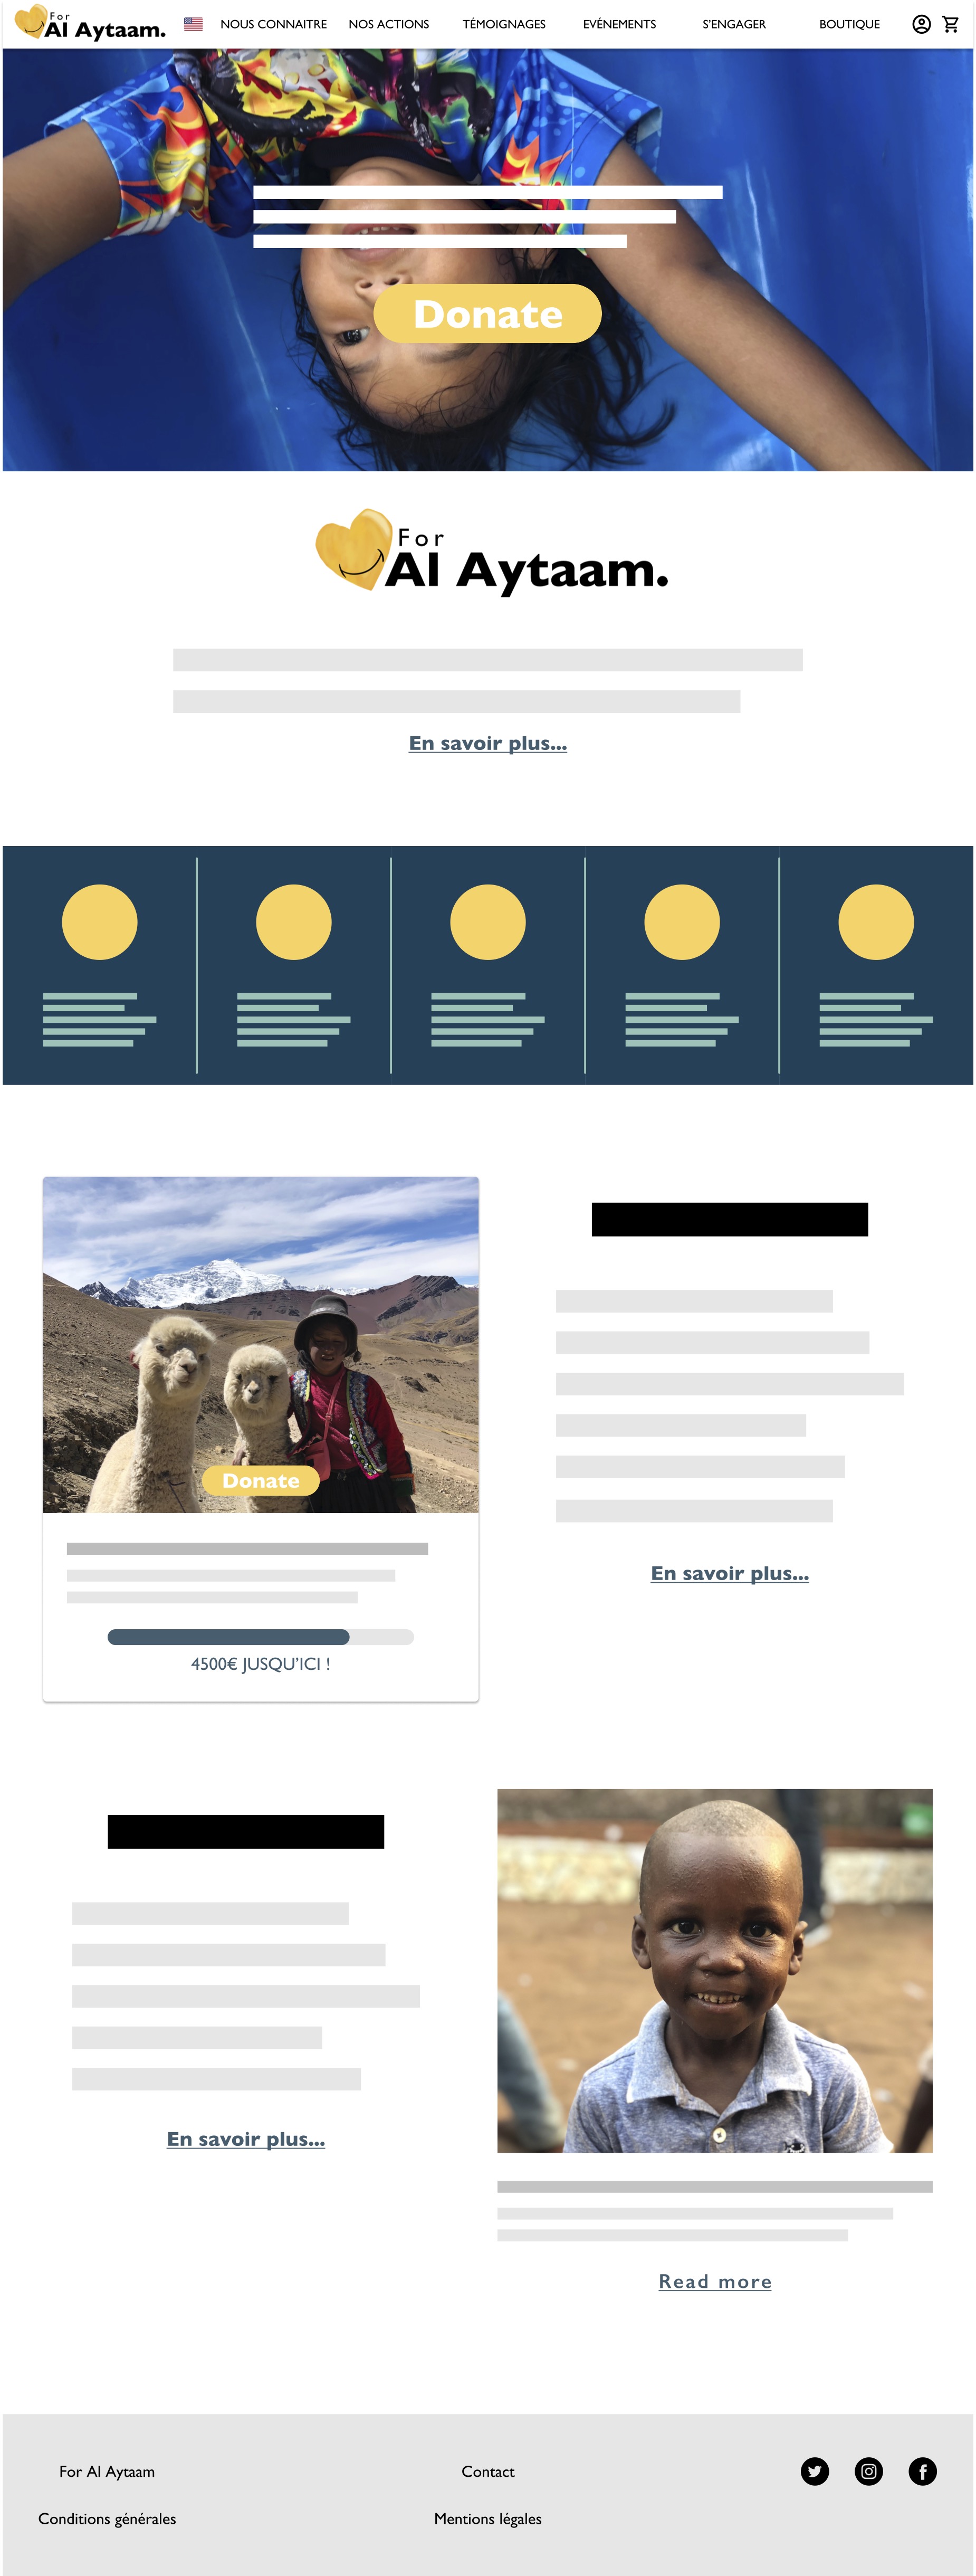 For
Al Aytaam.
NOUS CONNAITRE
NOS ACTIONS
TÉMOIGNAGES
EVÉNEMENTS
S'ENGAGER
BOUTIQUE
Donate
For
Al Aytaam.
En savoir plus...
Donate
4500€ JUSQU'ICI !
En savoir plus...
En savoir plus...
Read more
For Al Aytaam
Contact
Conditions générales
Mentions légales